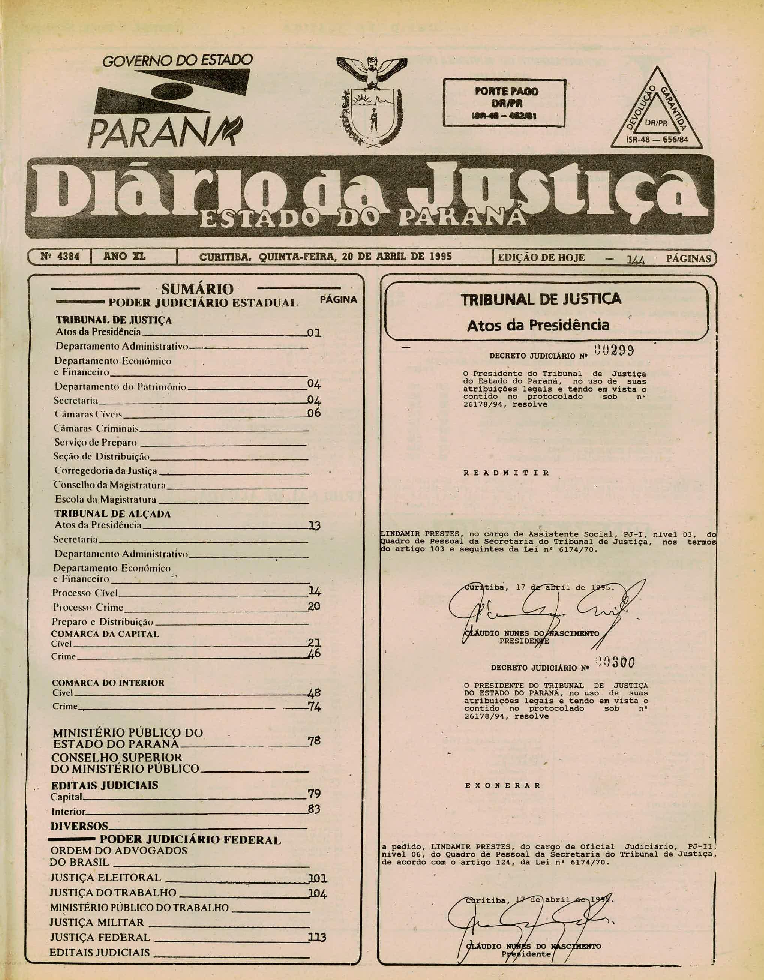 GOVERNO DO ESTADO
PARANÁ
PORTE PAGO
DR/PR
ISR-48 — 462/81
DEVOLUÇÃO GARANTIDA
DR/PR
ISR-48 — 656/84
Diário da Justiça
ESTADO DO PARANÁ
Nº 4384 ANO XL CURITIBA, QUINTA-FEIRA, 20 DE ABRIL DE 1995 EDIÇÃO DE HOJE — 144 PÁGINAS
SUMÁRIO
PODER JUDICIÁRIO ESTADUAL PÁGINA
TRIBUNAL DE JUSTIÇA
Atos da Presidência 01
Departamento Administrativo
Departamento Econômico
e Financeiro
Departamento do Patrimônio 04
Secretaria 04
Câmaras Cíveis 06
Câmaras Criminais
Serviço de Preparo
Seção de Distribuição
Corregedoria da Justiça
Conselho da Magistratura
Escola da Magistratura
TRIBUNAL DE ALÇADA
Atos da Presidência 13
Secretaria
Departamento Administrativo
Departamento Econômico
e Financeiro
Processo Cível 14
Processo Crime 20
Preparo e Distribuição
COMARCA DA CAPITAL
Cível 21
Crime 46
COMARCA DO INTERIOR
Cível 48
Crime 74
MINISTÉRIO PÚBLICO DO
ESTADO DO PARANÁ 78
CONSELHO SUPERIOR
DO MINISTÉRIO PÚBLICO
EDITAIS JUDICIAIS
Capital 79
Interior 83
DIVERSOS
PODER JUDICIÁRIO FEDERAL
ORDEM DO ADVOGADOS
DO BRASIL
JUSTIÇA ELEITORAL 101
JUSTIÇA DO TRABALHO 104
MINISTÉRIO PÚBLICO DO TRABALHO
JUSTIÇA MILITAR
JUSTIÇA FEDERAL 113
EDITAIS JUDICIAIS
TRIBUNAL DE JUSTICA
Atos da Presidência
DECRETO JUDICIÁRIO Nº 00299
O Presidente do Tribunal de Justiça
do Estado do Paraná, no uso de suas
atribuições legais e tendo em vista o
contido no protocolado sob nº
26178/94, resolve
R E A D M I T I R
LINDAMIR PRESTES, no cargo de Assistente Social, PJ-I, nível 03, do
Quadro de Pessoal da Secretaria do Tribunal de Justiça, nos termos
do artigo 103 e seguintes da Lei nº 6174/70.
Curitiba, 17 de abril de 1995.
CLÁUDIO NUNES DO NASCIMENTO
PRESIDENTE
DECRETO JUDICIÁRIO Nº 00300
O PRESIDENTE DO TRIBUNAL DE JUSTIÇA
DO ESTADO DO PARANÁ, no uso de suas
atribuições legais e tendo em vista o
contido no protocolado sob nº
26178/94, resolve
E X O N E R A R
a pedido, LINDAMIR PRESTES, do cargo de Oficial Judiciário, PJ-II
nível 06, do Quadro de Pessoal da Secretaria do Tribunal de Justiça,
de acordo com o artigo 124, da Lei nº 6174/70.
Curitiba, 17 de abril de 1995.
CLÁUDIO NUNES DO NASCIMENTO
Presidente